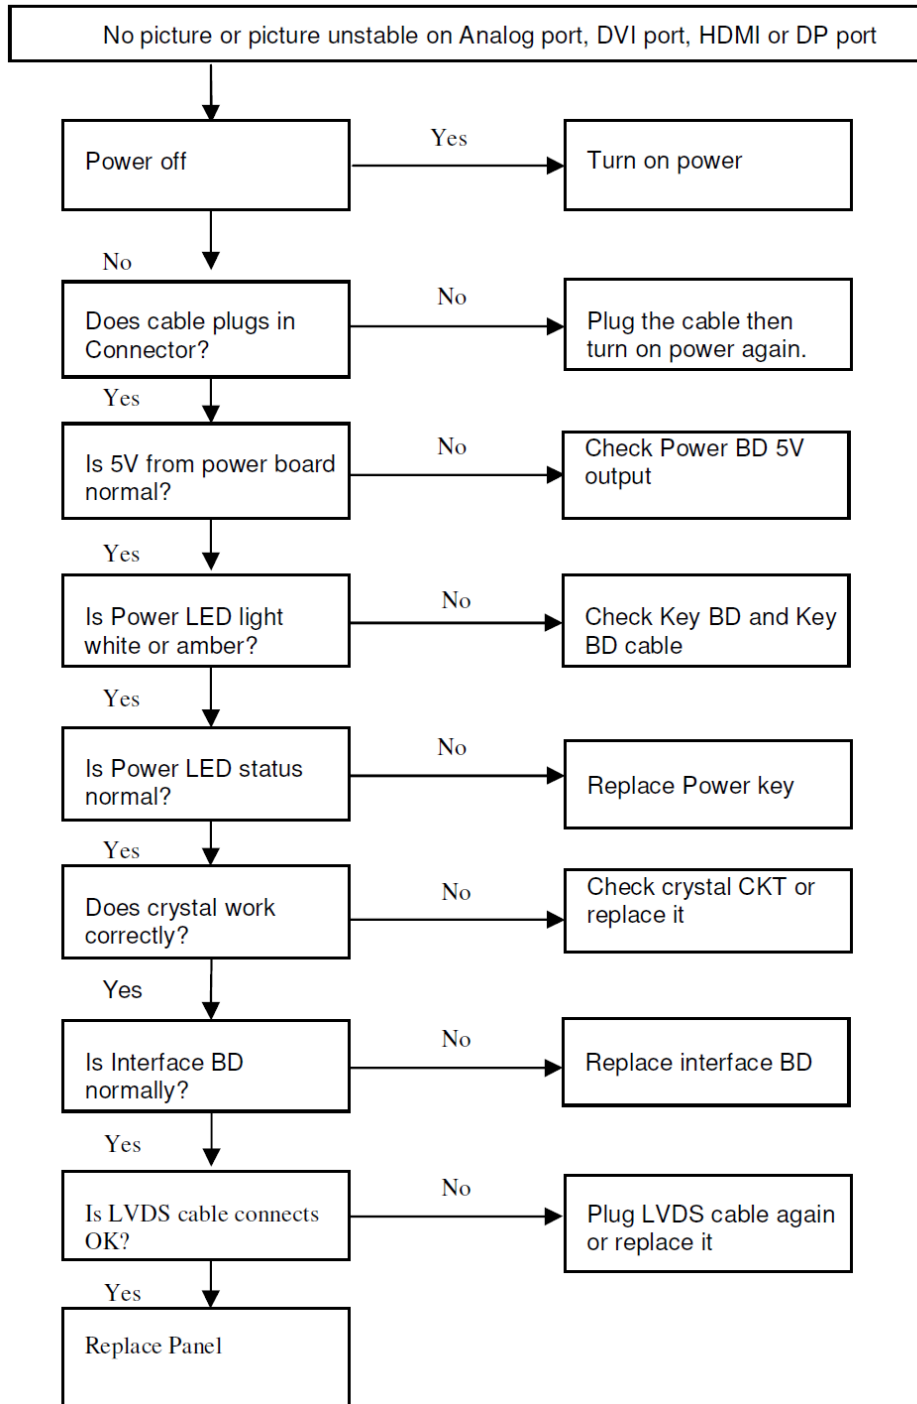 No picture or picture unstable on Analog port, DVI port, HDMI or DP port
Power off
Yes
Turn on power
No
Does cable plugs in
Connector?
No
Plug the cable then
turn on power again.
Yes
Is 5V from power board
normal?
No
Check Power BD 5V
output
Yes
Is Power LED light
white or amber?
No
Check Key BD and Key
BD cable
Yes
Is Power LED status
normal?
No
Replace Power key
Yes
Does crystal work
correctly?
No
Check crystal CKT or
replace it
Yes
Is Interface BD
normally?
No
Replace interface BD
Yes
Is LVDS cable connects
OK?
No
Plug LVDS cable again
or replace it
Yes
Replace Panel